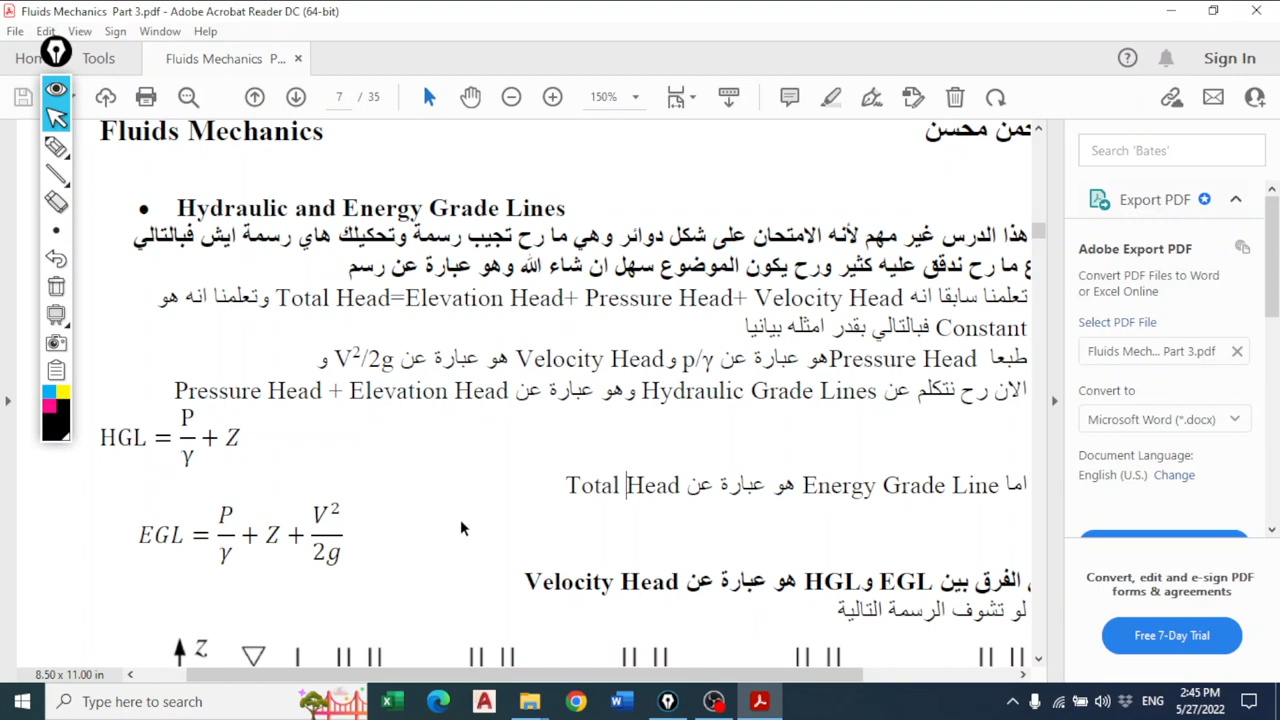 Fluids Mechanics  Part 3.pdf - Adobe Acrobat Reader DC (64-bit)
File Edit View Sign Window Help
Tools Fluids Mechanics P... × Sign In
7 / 35 150%
Fluids Mechanics محسن
• Hydraulic and Energy Grade Lines
هذا الدرس غير مهم لأنه الامتحان على شكل دوائر وهي ما رح تجيب رسمة وتحكيلك هاي رسمة ايش فبالتالي
ما رح ندقق عليه كثير ورح يكون الموضوع سهل ان شاء الله وهو عبارة عن رسم
تعلمنا سابقا انه Total Head=Elevation Head+ Pressure Head+ Velocity Head وتعلمنا انه هو
Constant فبالتالي بقدر امثله بيانيا
طبعا Pressure Head هو عبارة عن p/γ و Velocity Head هو عبارة عن V²/2g و
الان رح نتكلم عن Hydraulic Grade Lines وهو عبارة عن Pressure Head + Elevation Head
HGL = P/γ + Z
اما Energy Grade Line هو عبارة عن Total Head
EGL = P/γ + Z + V²/2g
الفرق بين EGL و HGL هو عبارة عن Velocity Head
لو تشوف الرسمة التالية
Z
8.50 x 11.00 in
Search 'Bates'
Export PDF
Adobe Export PDF
Convert PDF Files to Word
or Excel Online
Select PDF File
Fluids Mech... Part 3.pdf ×
Convert to
Microsoft Word (*.docx)
Document Language:
English (U.S.) Change
Convert, edit and e-sign PDF
forms & agreements
Free 7-Day Trial
Type here to search
ENG
2:45 PM
5/27/2022